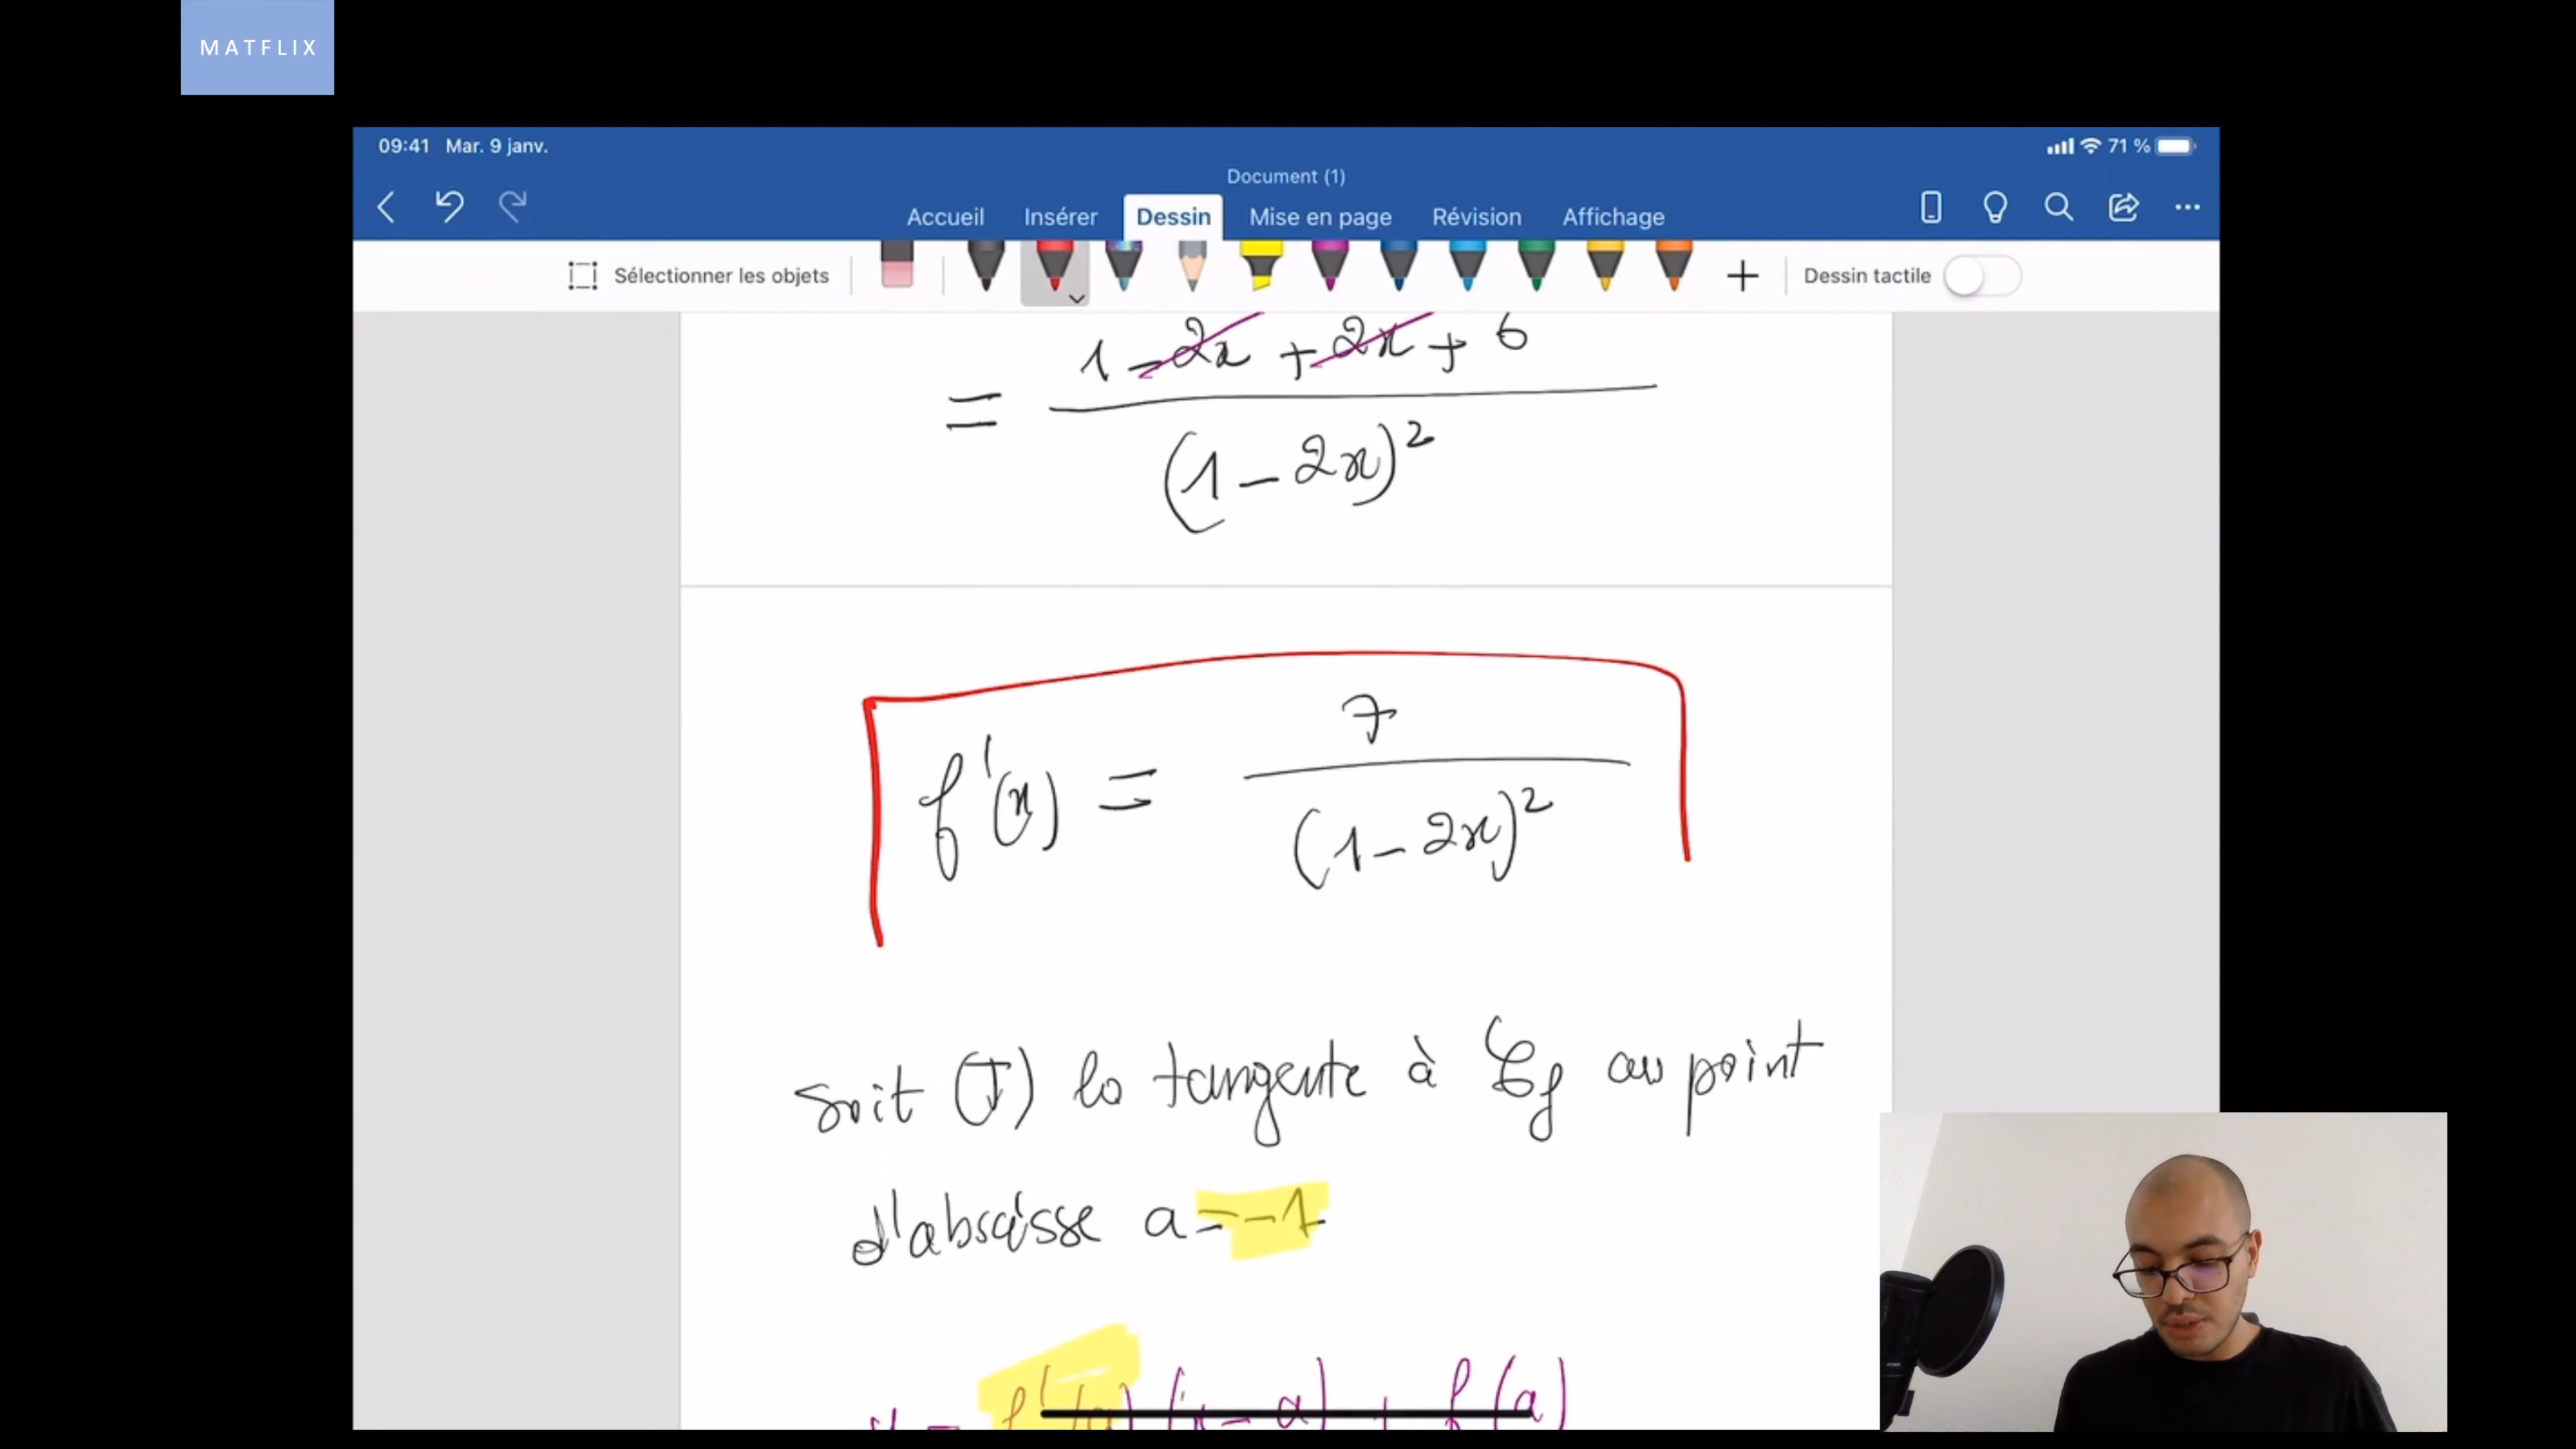 MATFLIX
09:41 Mar. 9 janv.
71 %
Document (1)
Accueil Insérer Dessin Mise en page Révision Affichage
Sélectionner les objets
Dessin tactile
1 - 2x + 2x + 6
= (1 - 2x)²
7
f'(x) =
(1 - 2x)²
Soit (T) la tangente à 𝒞f au point
d'abscisse a = -1
y = f'(a) (x - a) + f(a)